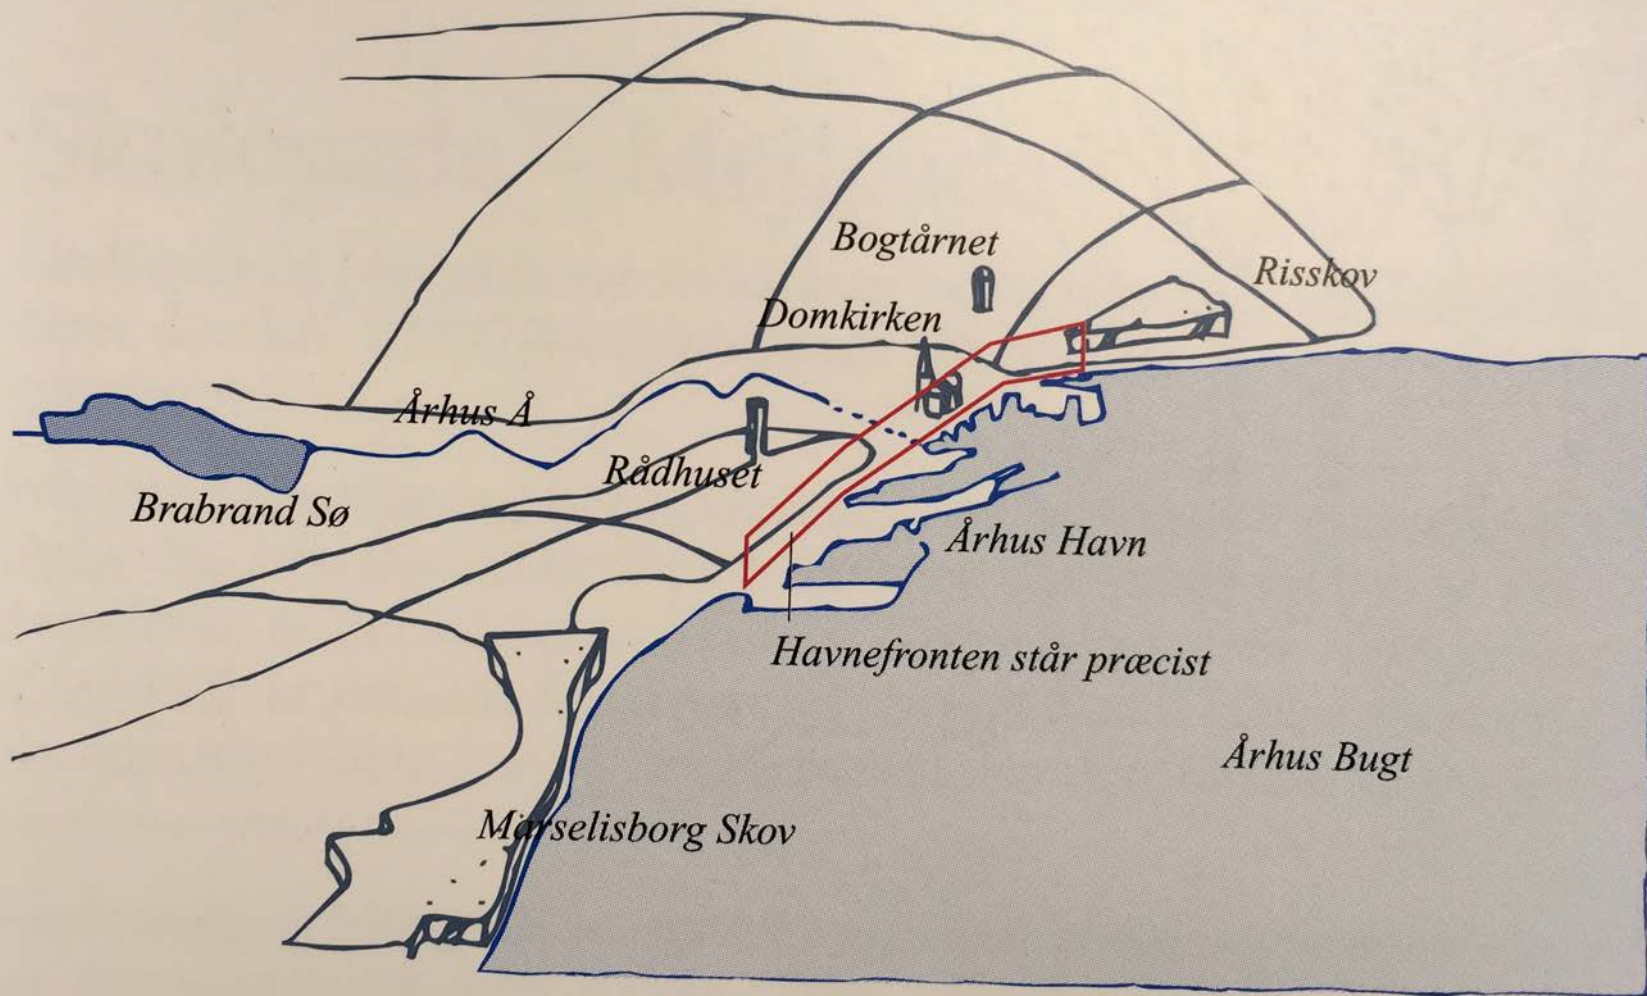 Bogtårnet
Risskov
Domkirken
Århus Å
Rådhuset
Brabrand Sø
Århus Havn
Havnefronten står præcist
Århus Bugt
Marselisborg Skov